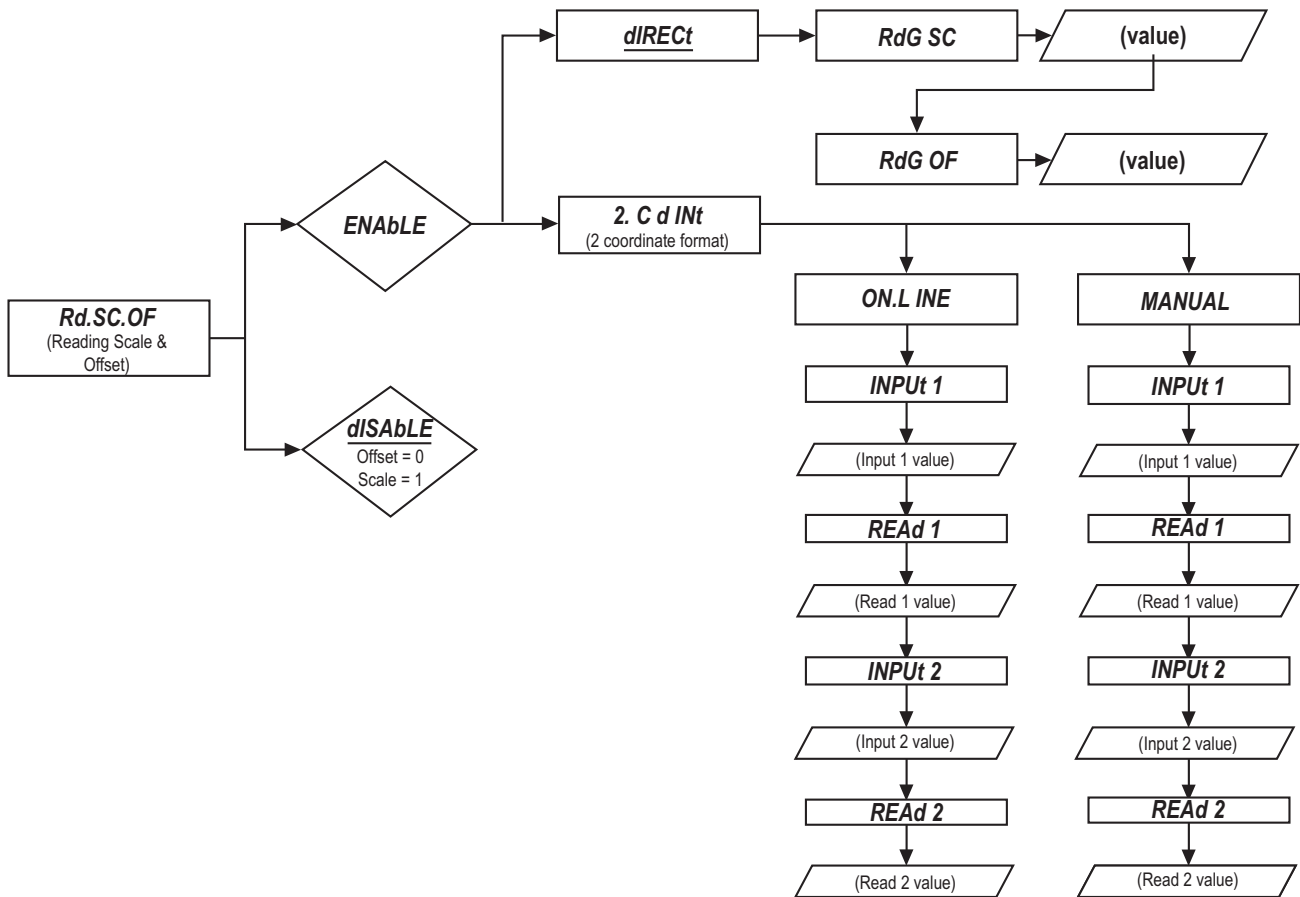 dIRECt
RdG SC
(value)
RdG OF
(value)
ENAbLE
2. C d INt
(2 coordinate format)
Rd.SC.OF
(Reading Scale &
Offset)
dISAbLE
Offset = 0
Scale = 1
ON.L INE
INPUt 1
(Input 1 value)
REAd 1
(Read 1 value)
INPUt 2
(Input 2 value)
REAd 2
(Read 2 value)
MANUAL
INPUt 1
(Input 1 value)
REAd 1
(Read 1 value)
INPUt 2
(Input 2 value)
REAd 2
(Read 2 value)